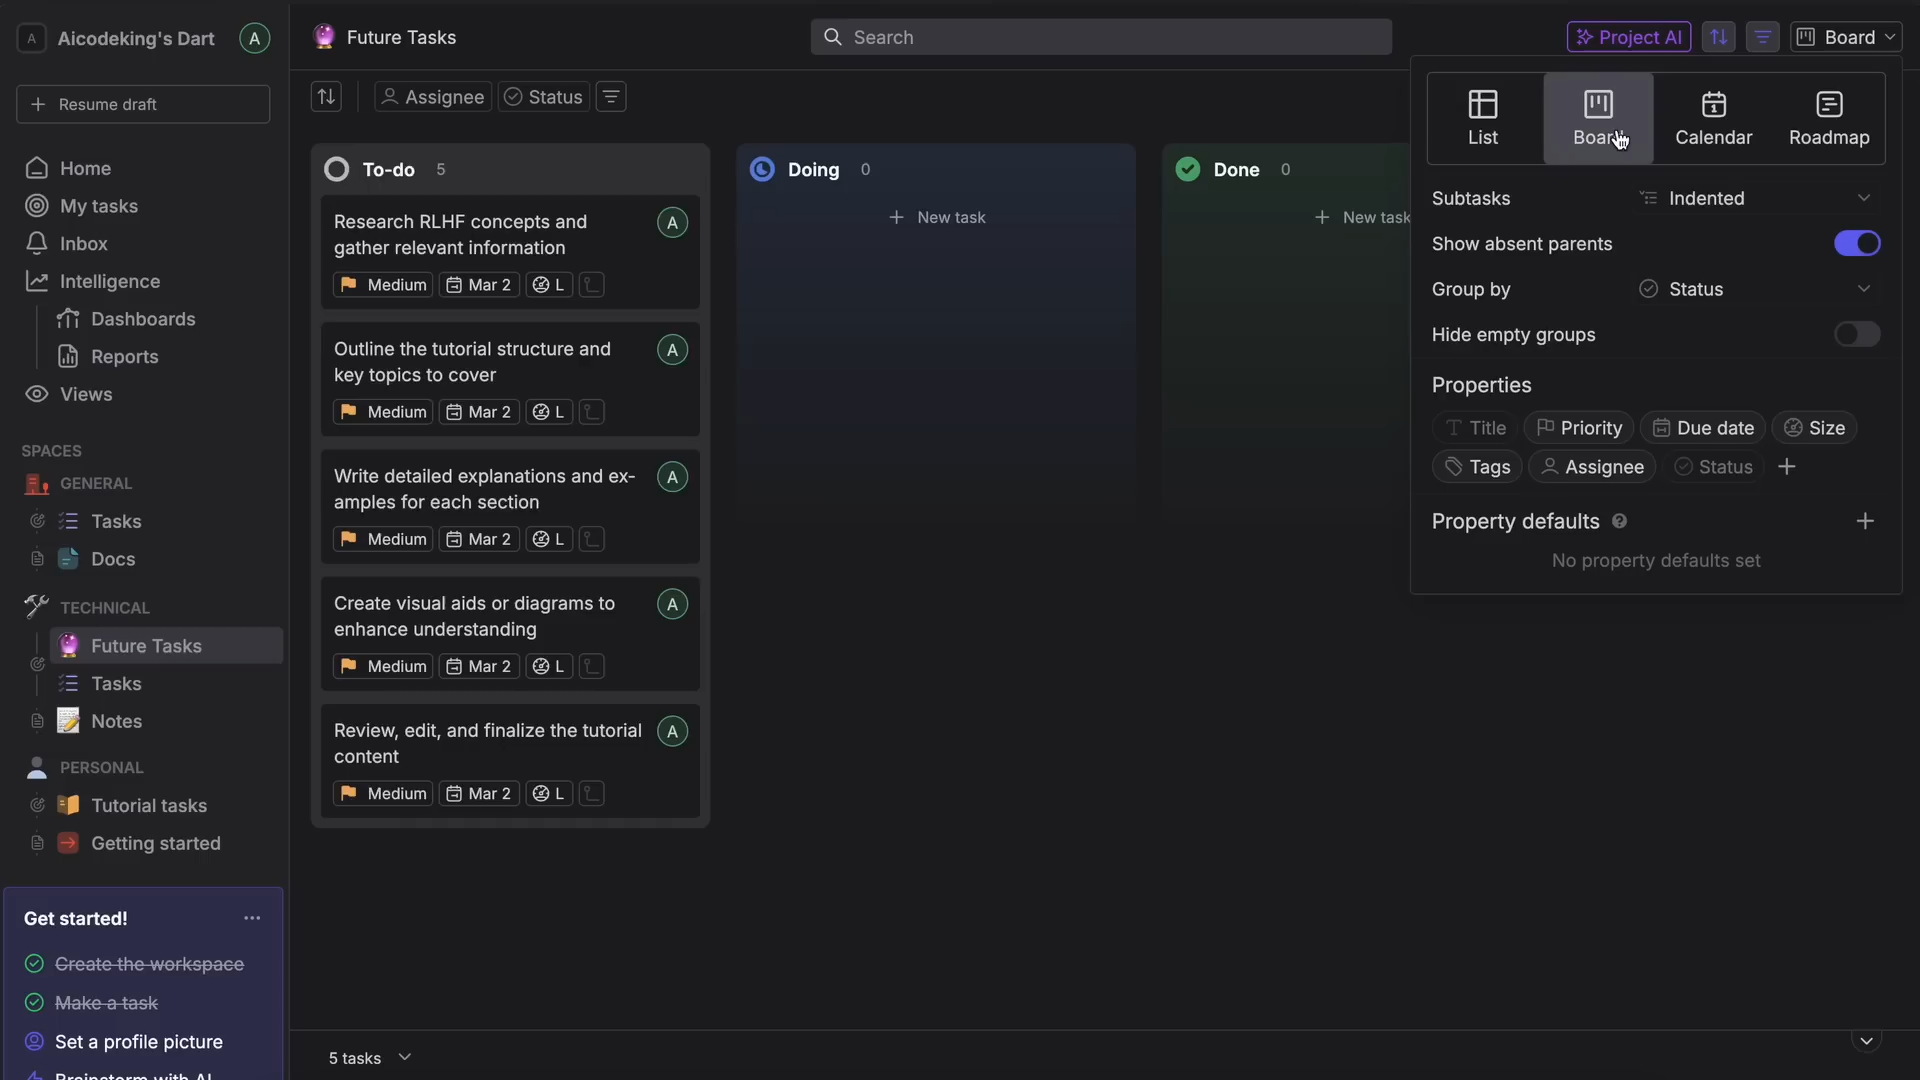 A Aicodeking's Dart A
Resume draft
Home
My tasks
Inbox
Intelligence
Dashboards
Reports
Views
SPACES
GENERAL
Tasks
Docs
TECHNICAL
Future Tasks
Tasks
Notes
PERSONAL
Tutorial tasks
Getting started
Get started!
Create the workspace
Make a task
Set a profile picture
Brainstorm with AI
Future Tasks
Search
Project AI
Board
Assignee
Status
To-do 5
Research RLHF concepts and
gather relevant information
A
Medium Mar 2 L
Outline the tutorial structure and
key topics to cover
A
Medium Mar 2 L
Write detailed explanations and ex-
amples for each section
A
Medium Mar 2 L
Create visual aids or diagrams to
enhance understanding
A
Medium Mar 2 L
Review, edit, and finalize the tutorial
content
A
Medium Mar 2 L
Doing 0
New task
Done 0
New task
List
Board
Calendar
Roadmap
Subtasks Indented
Show absent parents
Group by Status
Hide empty groups
Properties
Title Priority Due date Size
Tags Assignee Status
Property defaults
No property defaults set
5 tasks